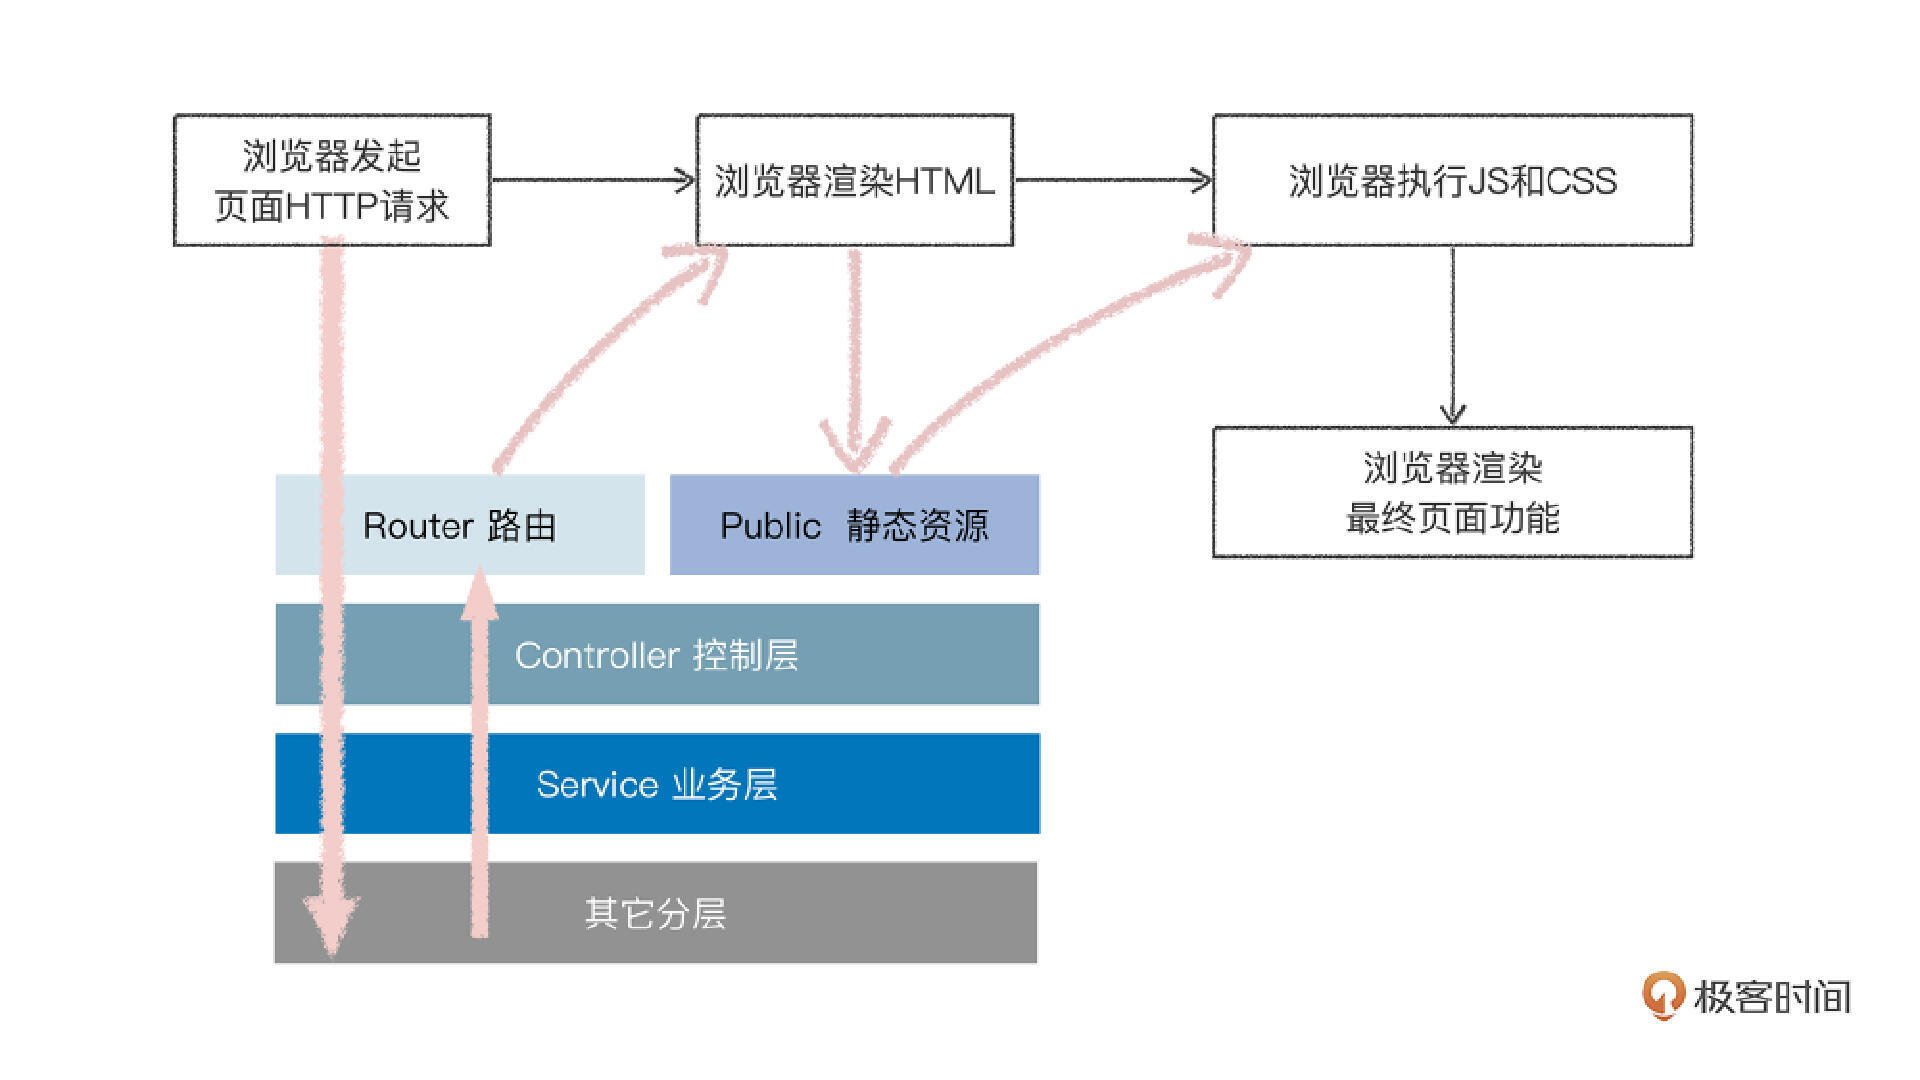 浏览器发起
页面HTTP请求
浏览器渲染HTML
浏览器执行JS和CSS
浏览器渲染
最终页面功能
Router 路由
Public 静态资源
Controller 控制层
Service 业务层
其它分层
极客时间